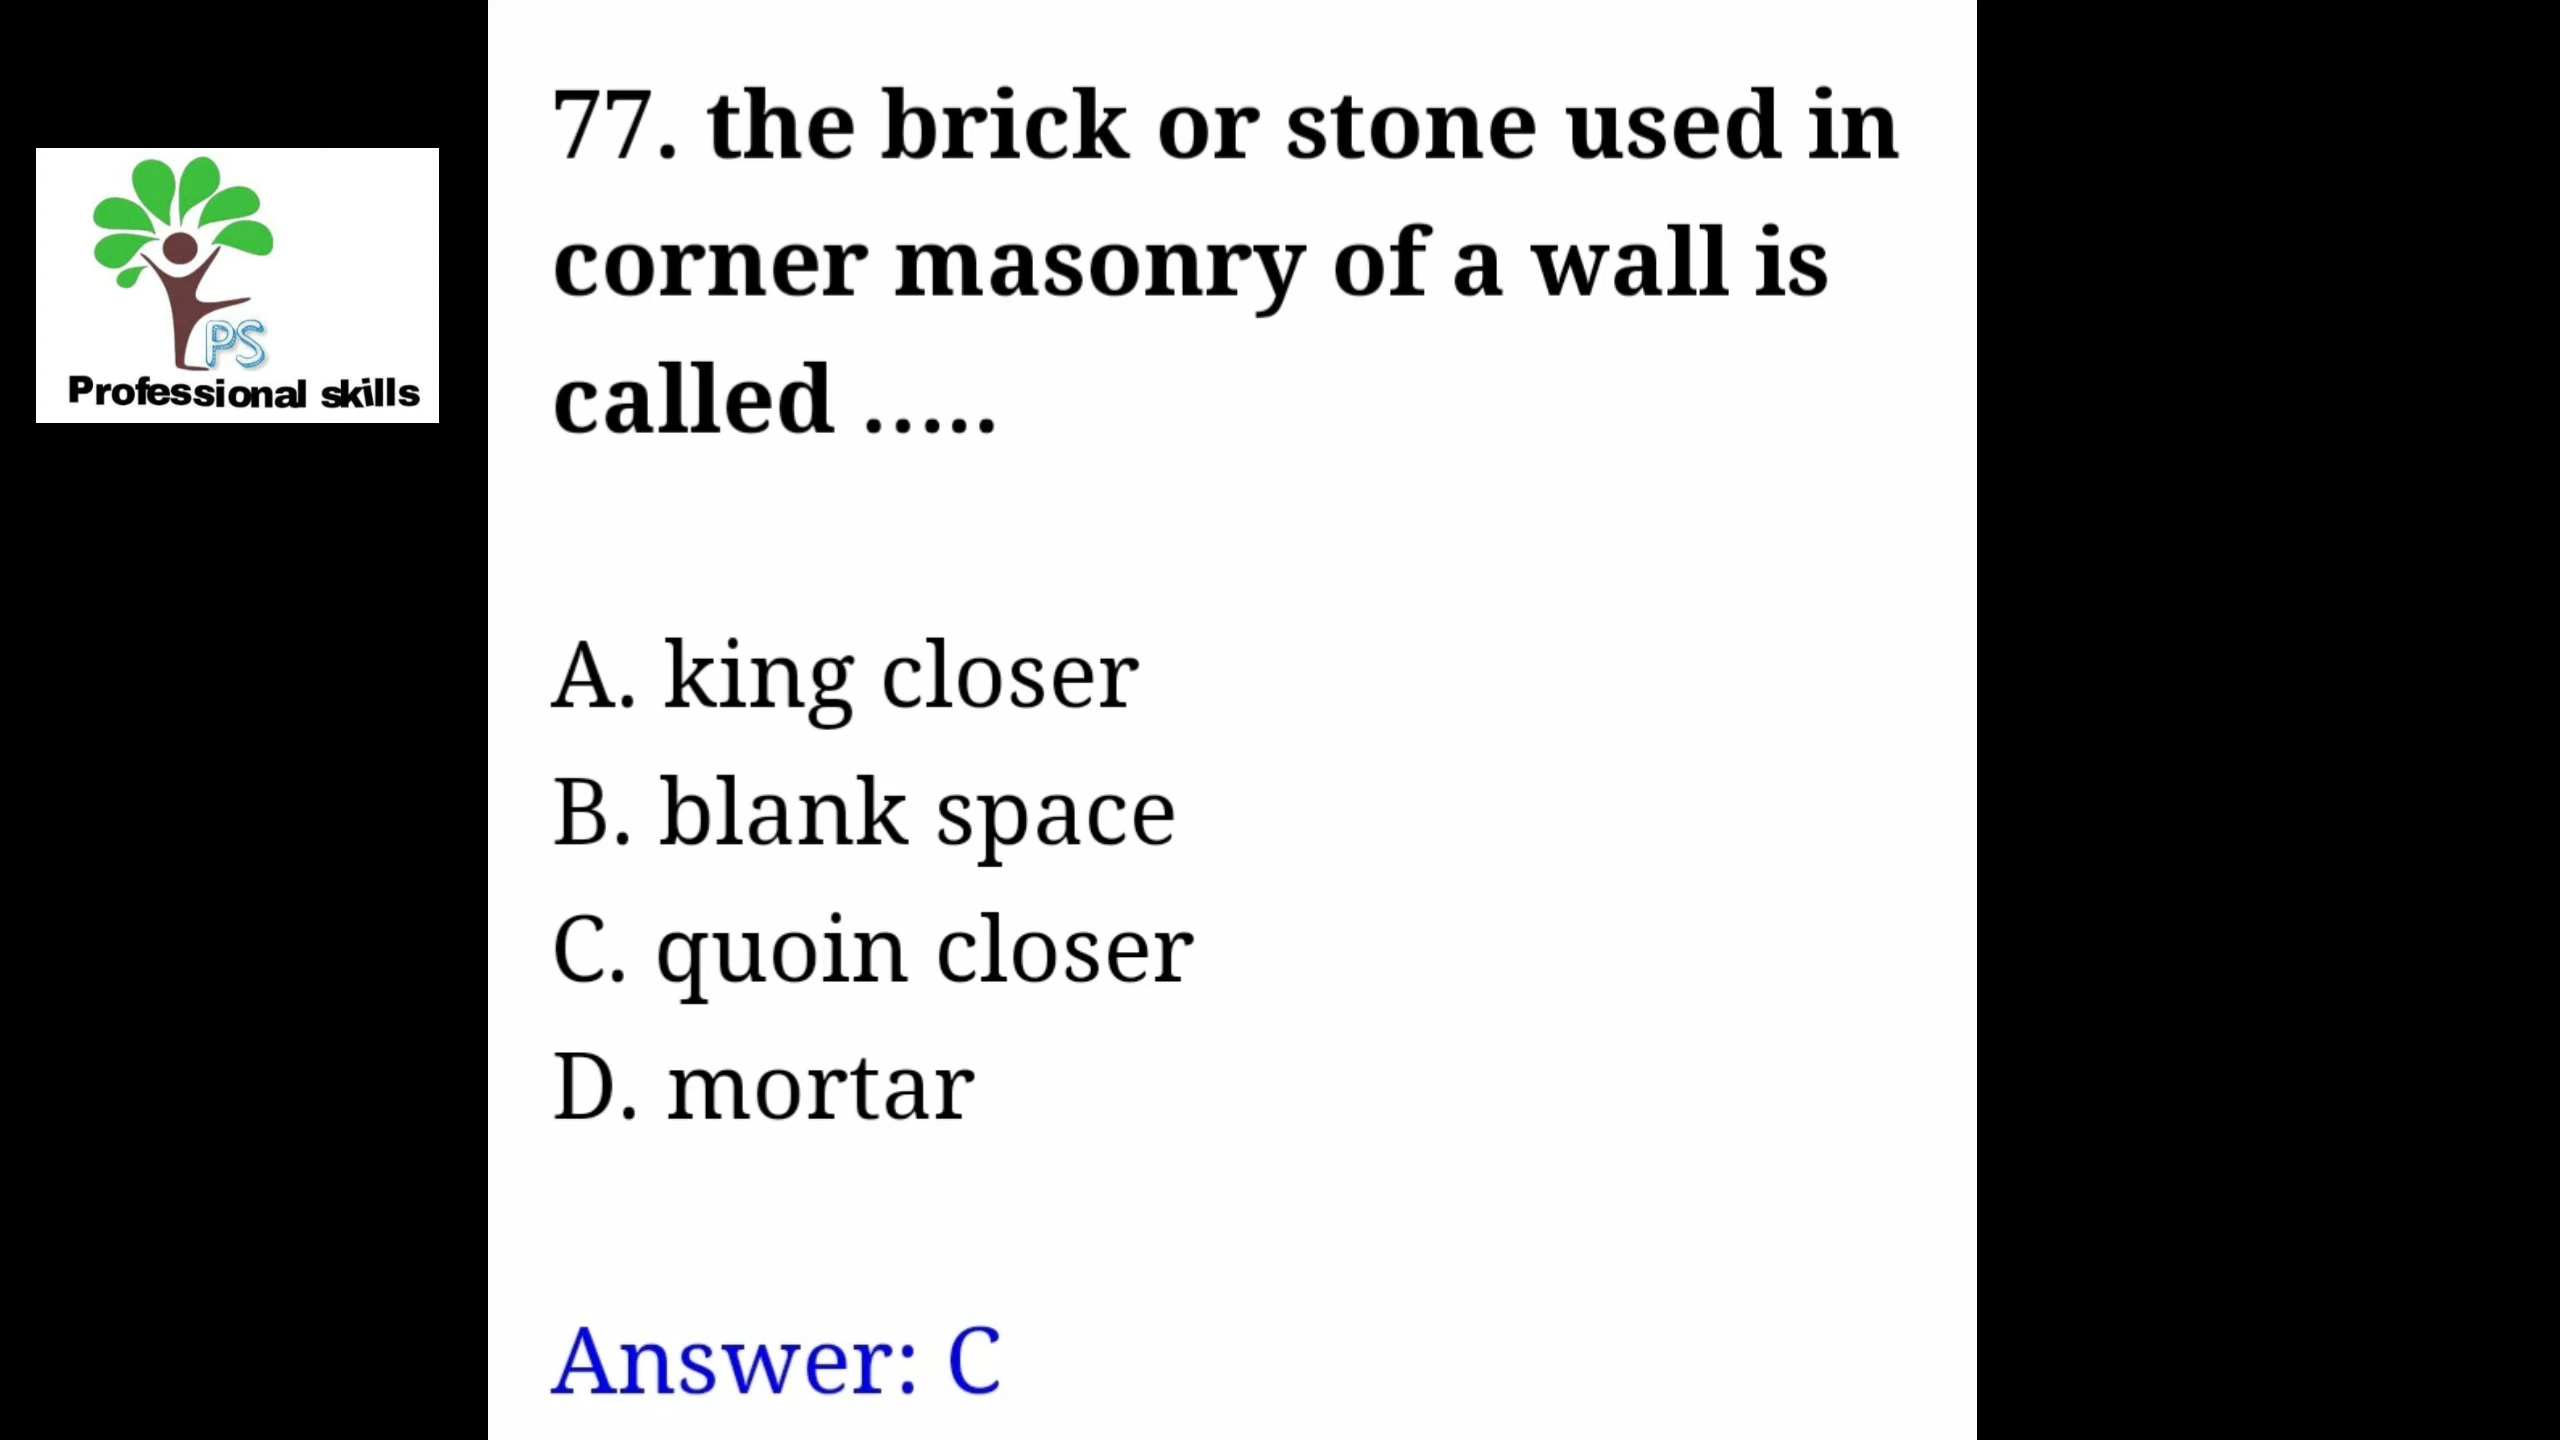 PS
Professional skills
77. the brick or stone used in
corner masonry of a wall is
called .....
A. king closer
B. blank space
C. quoin closer
D. mortar
Answer: C